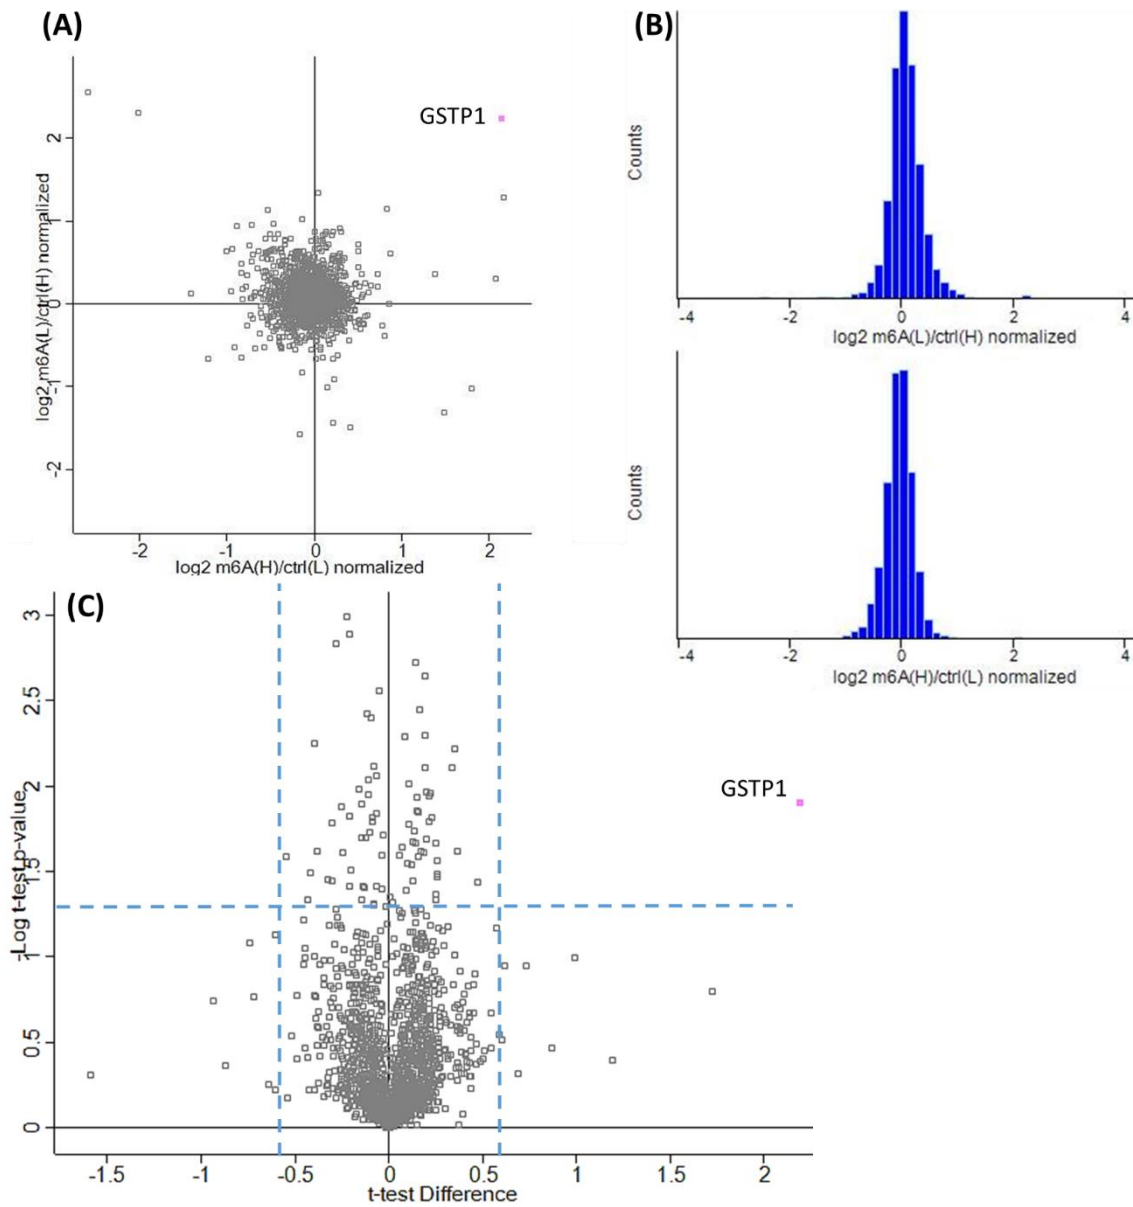 (A)
GSTP1
log2 m6A(L)/ctrl(H) normalized
2
1
0
-1
-2
-2
-1
0
1
2
log2 m6A(H)/ctrl(L) normalized
(B)
Counts
-4
-2
0
2
4
log2 m6A(L)/ctrl(H) normalized
Counts
-4
-2
0
2
4
log2 m6A(H)/ctrl(L) normalized
(C)
GSTP1
-Log t-test p-value
3
2.5
2
1.5
1
0.5
0
-1.5
-1
-0.5
0
0.5
1
1.5
2
t-test Difference